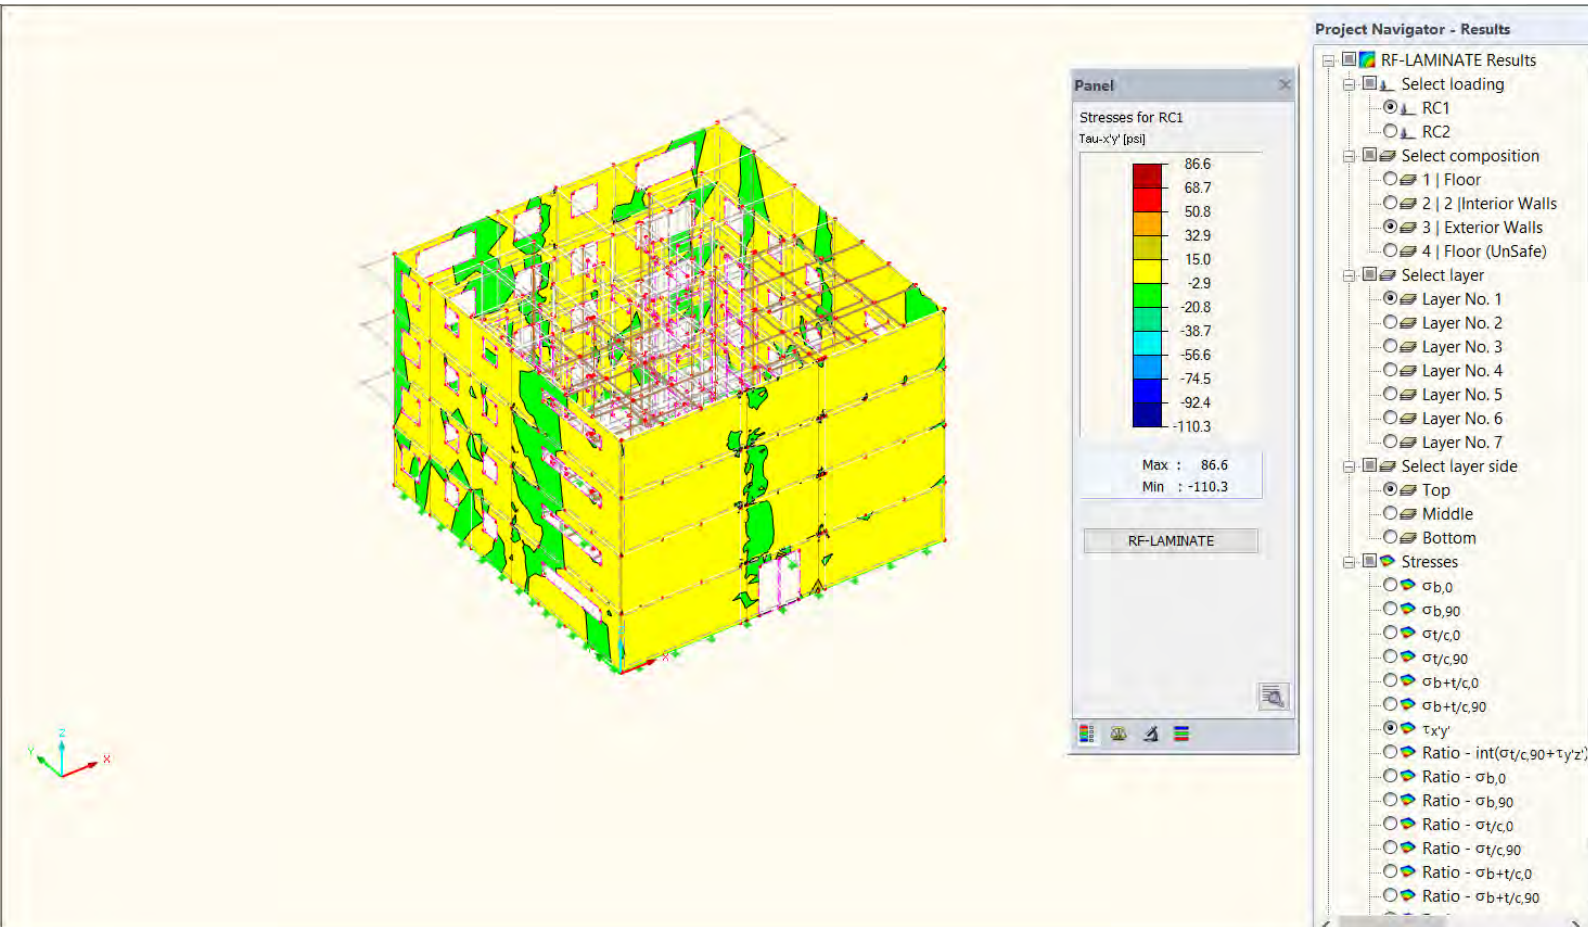 Panel
Stresses for RC1
Tau-x'y' [psi]
86.6
68.7
50.8
32.9
15.0
-2.9
-20.8
-38.7
-56.6
-74.5
-92.4
-110.3
Max : 86.6
Min : -110.3
RF-LAMINATE
Project Navigator - Results
RF-LAMINATE Results
Select loading
RC1
RC2
Select composition
1 | Floor
2 | 2 |Interior Walls
3 | Exterior Walls
4 | Floor (UnSafe)
Select layer
Layer No. 1
Layer No. 2
Layer No. 3
Layer No. 4
Layer No. 5
Layer No. 6
Layer No. 7
Select layer side
Top
Middle
Bottom
Stresses
σb,0
σb,90
σt/c,0
σt/c,90
σb+t/c,0
σb+t/c,90
τx'y'
Ratio - int(σt/c,90+τy'z')
Ratio - σb,0
Ratio - σb,90
Ratio - σt/c,0
Ratio - σt/c,90
Ratio - σb+t/c,0
Ratio - σb+t/c,90
X
Z
Y
X